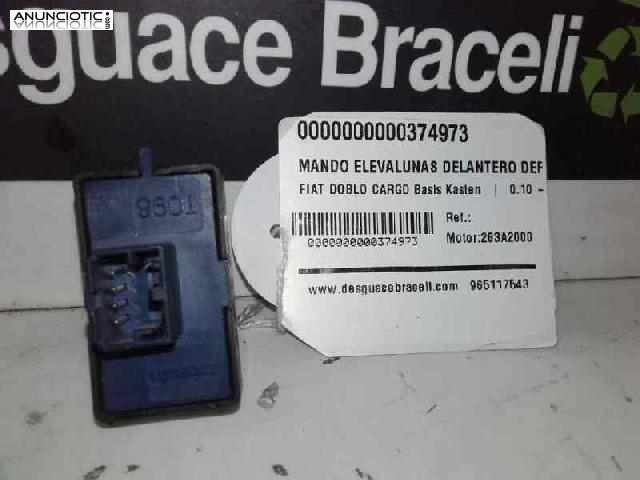 ANUNCIOTIC
sguace Braceli
0000000000374973
MANDO ELEVALUNAS DELANTERO DEF
FIAT DOBLO CARGO Basis Kasten | 0.10 -
Ref.:
0000000000374973
Motor:263A2000
www.desguacebraceli.com 965117543
T096